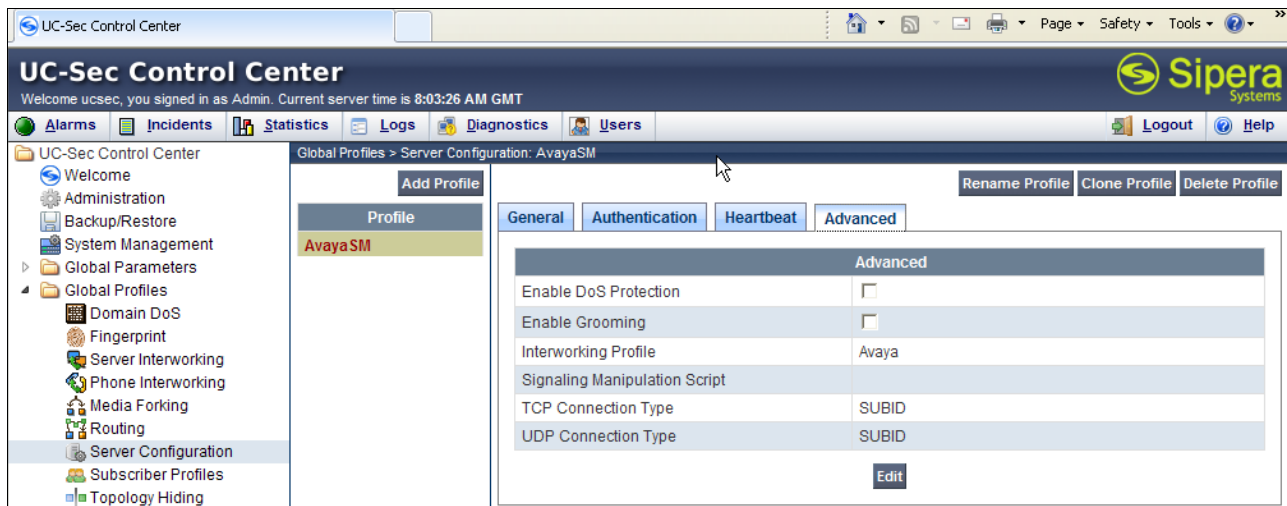 UC-Sec Control Center
Page Safety Tools »
UC-Sec Control Center
Sipera
Systems
Welcome ucsec, you signed in as Admin. Current server time is 8:03:26 AM GMT
Alarms Incidents Statistics Logs Diagnostics Users Logout Help
UC-Sec Control Center
Welcome
Administration
Backup/Restore
System Management
Global Parameters
Global Profiles
Domain DoS
Fingerprint
Server Interworking
Phone Interworking
Media Forking
Routing
Server Configuration
Subscriber Profiles
Topology Hiding
Global Profiles > Server Configuration: AvayaSM
Add Profile
Profile
AvayaSM
Rename Profile Clone Profile Delete Profile
General Authentication Heartbeat Advanced
Advanced
Enable DoS Protection
Enable Grooming
Interworking Profile Avaya
Signaling Manipulation Script
TCP Connection Type SUBID
UDP Connection Type SUBID
Edit